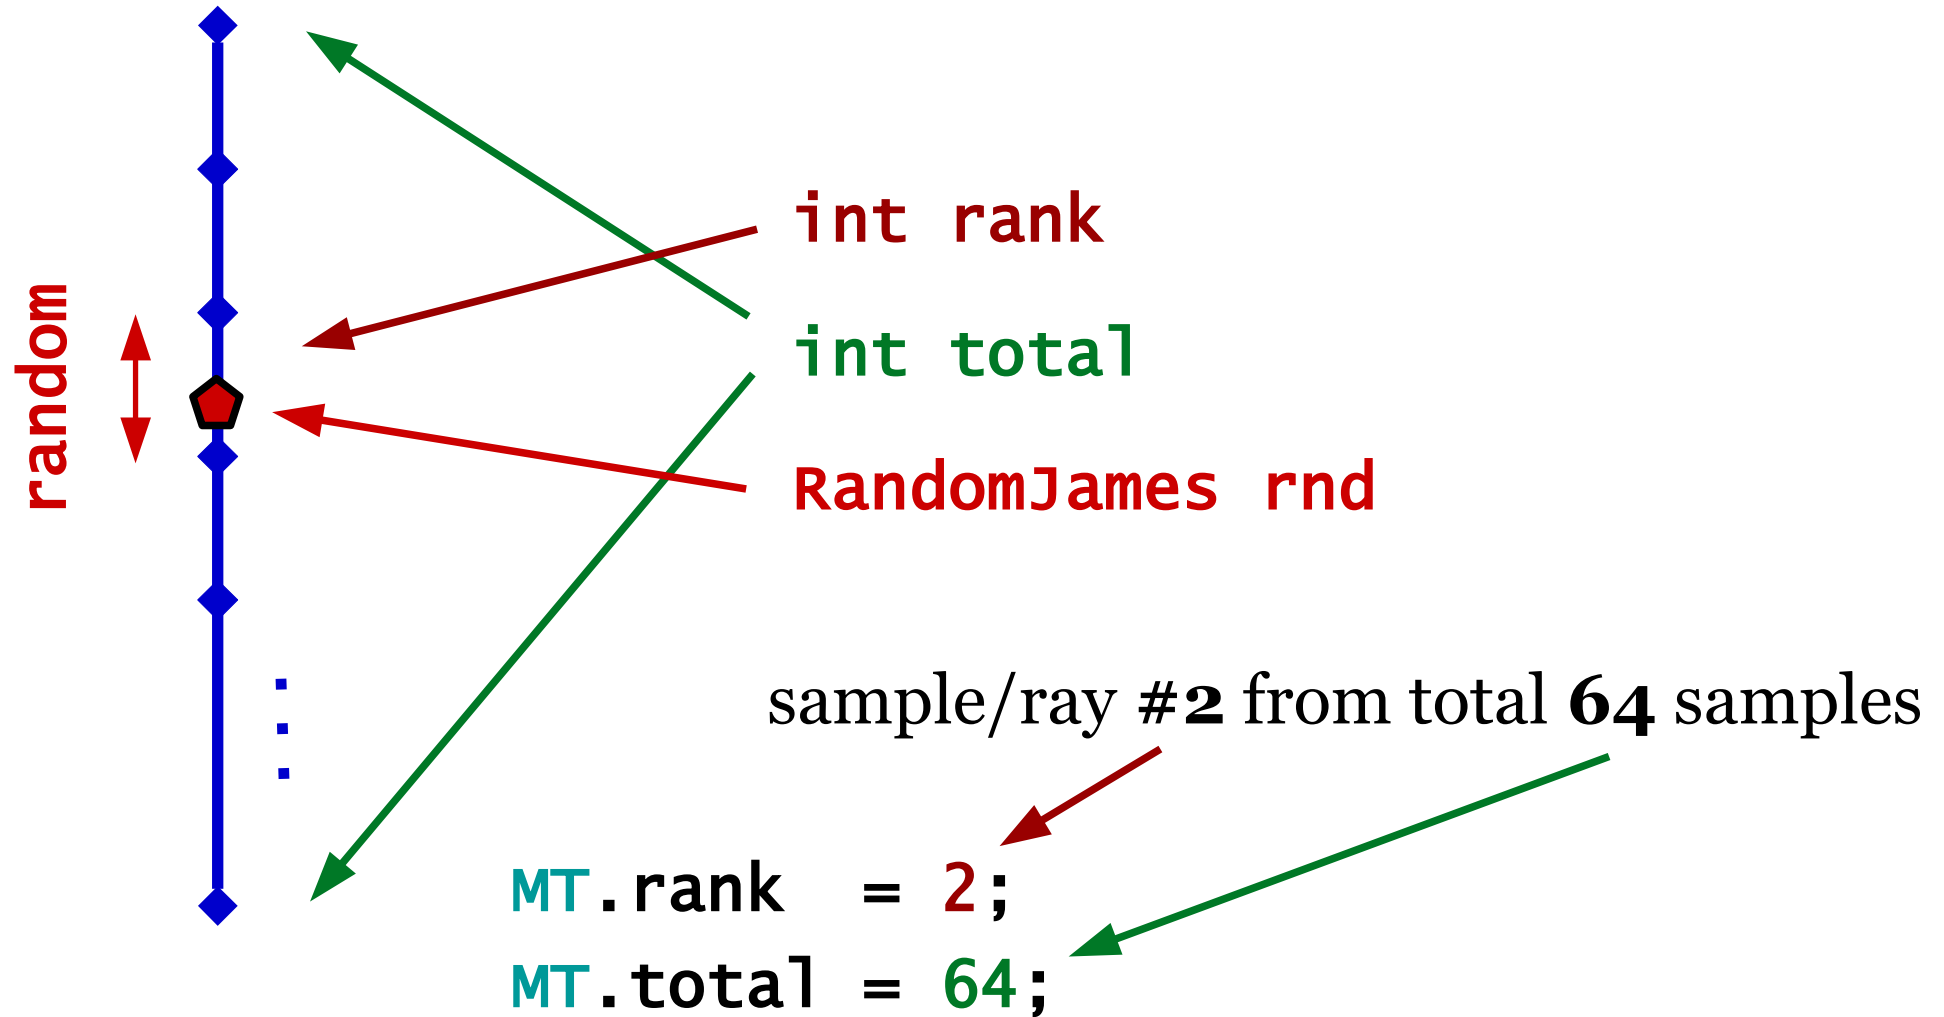 random
int rank
int total
RandomJames rnd
sample/ray #2 from total 64 samples
MT.rank = 2;
MT.total = 64;